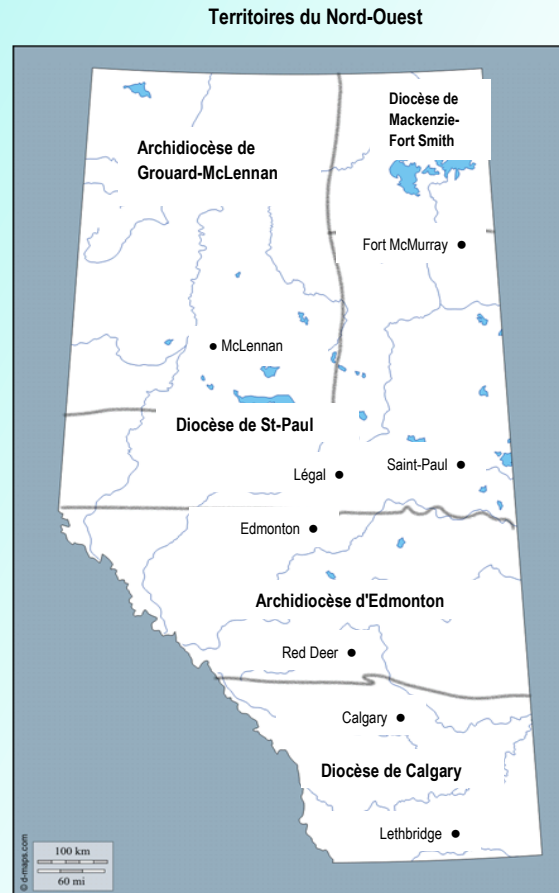 Territoires du Nord-Ouest
Diocèse de
Mackenzie-
Fort Smith
Archidiocèse de
Grouard-McLennan
Fort McMurray
McLennan
Diocèse de St-Paul
Légal
Saint-Paul
Edmonton
Archidiocèse d'Edmonton
Red Deer
Calgary
Diocèse de Calgary
Lethbridge
100 km
60 mi
© d-maps.com